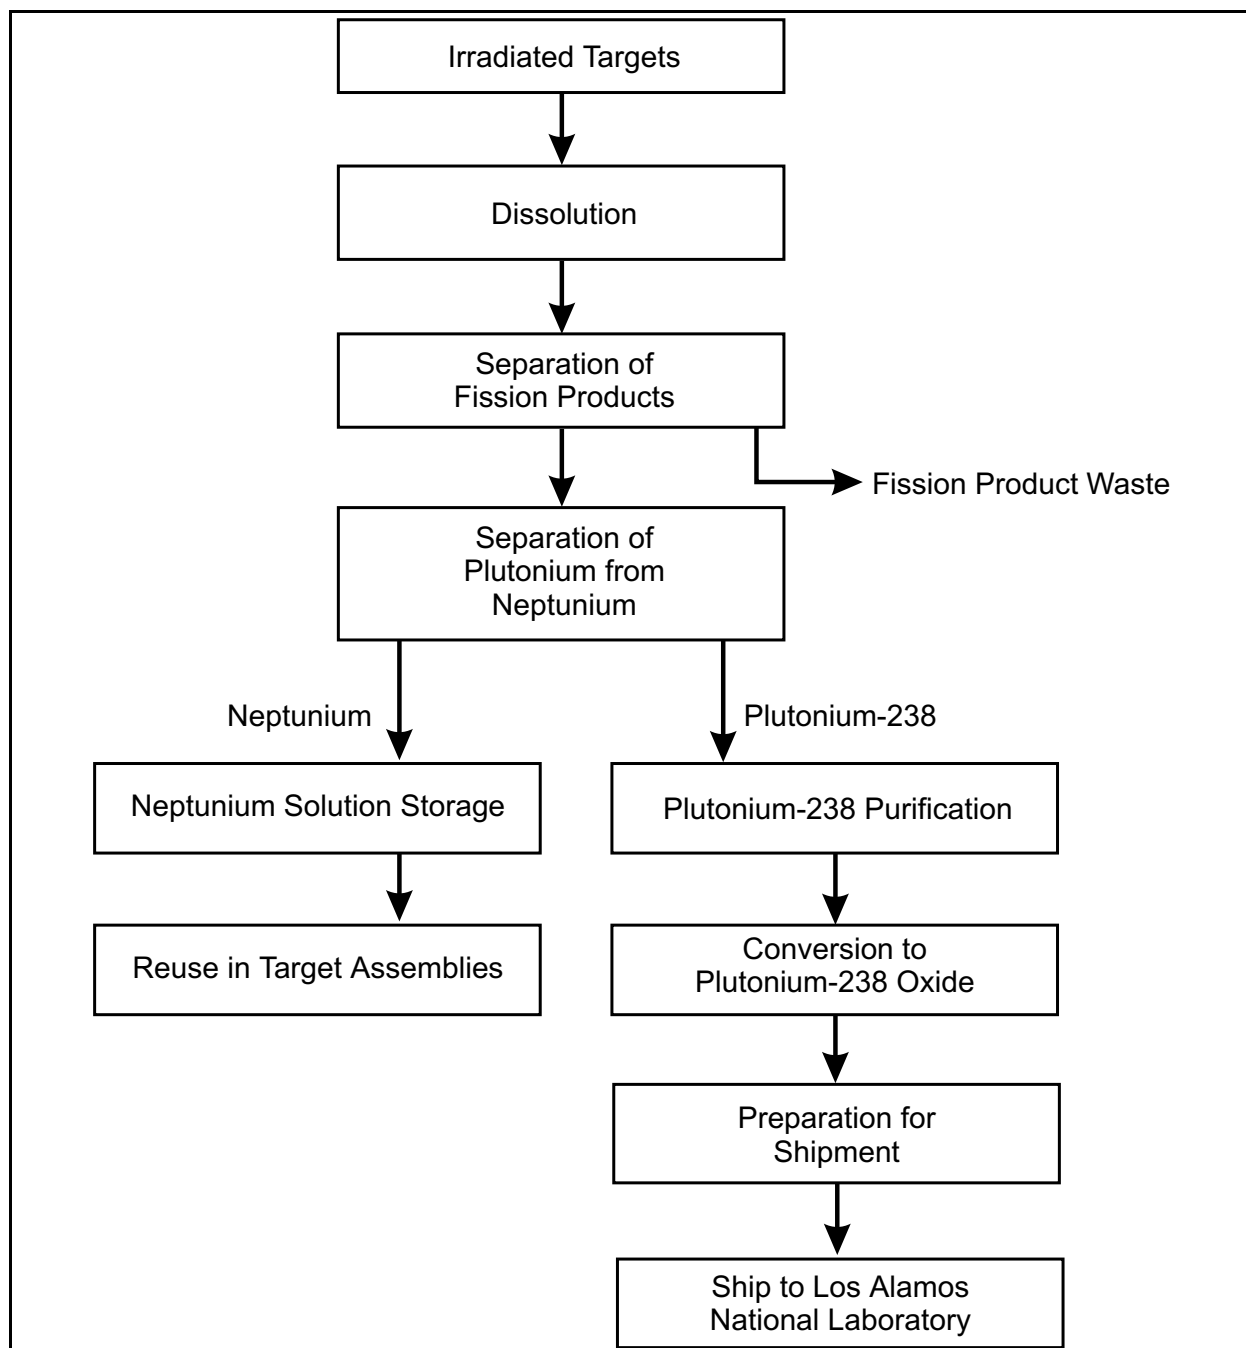 Irradiated Targets
Dissolution
Separation of
Fission Products
Fission Product Waste
Separation of
Plutonium from
Neptunium
Neptunium
Plutonium-238
Neptunium Solution Storage
Plutonium-238 Purification
Reuse in Target Assemblies
Conversion to
Plutonium-238 Oxide
Preparation for
Shipment
Ship to Los Alamos
National Laboratory